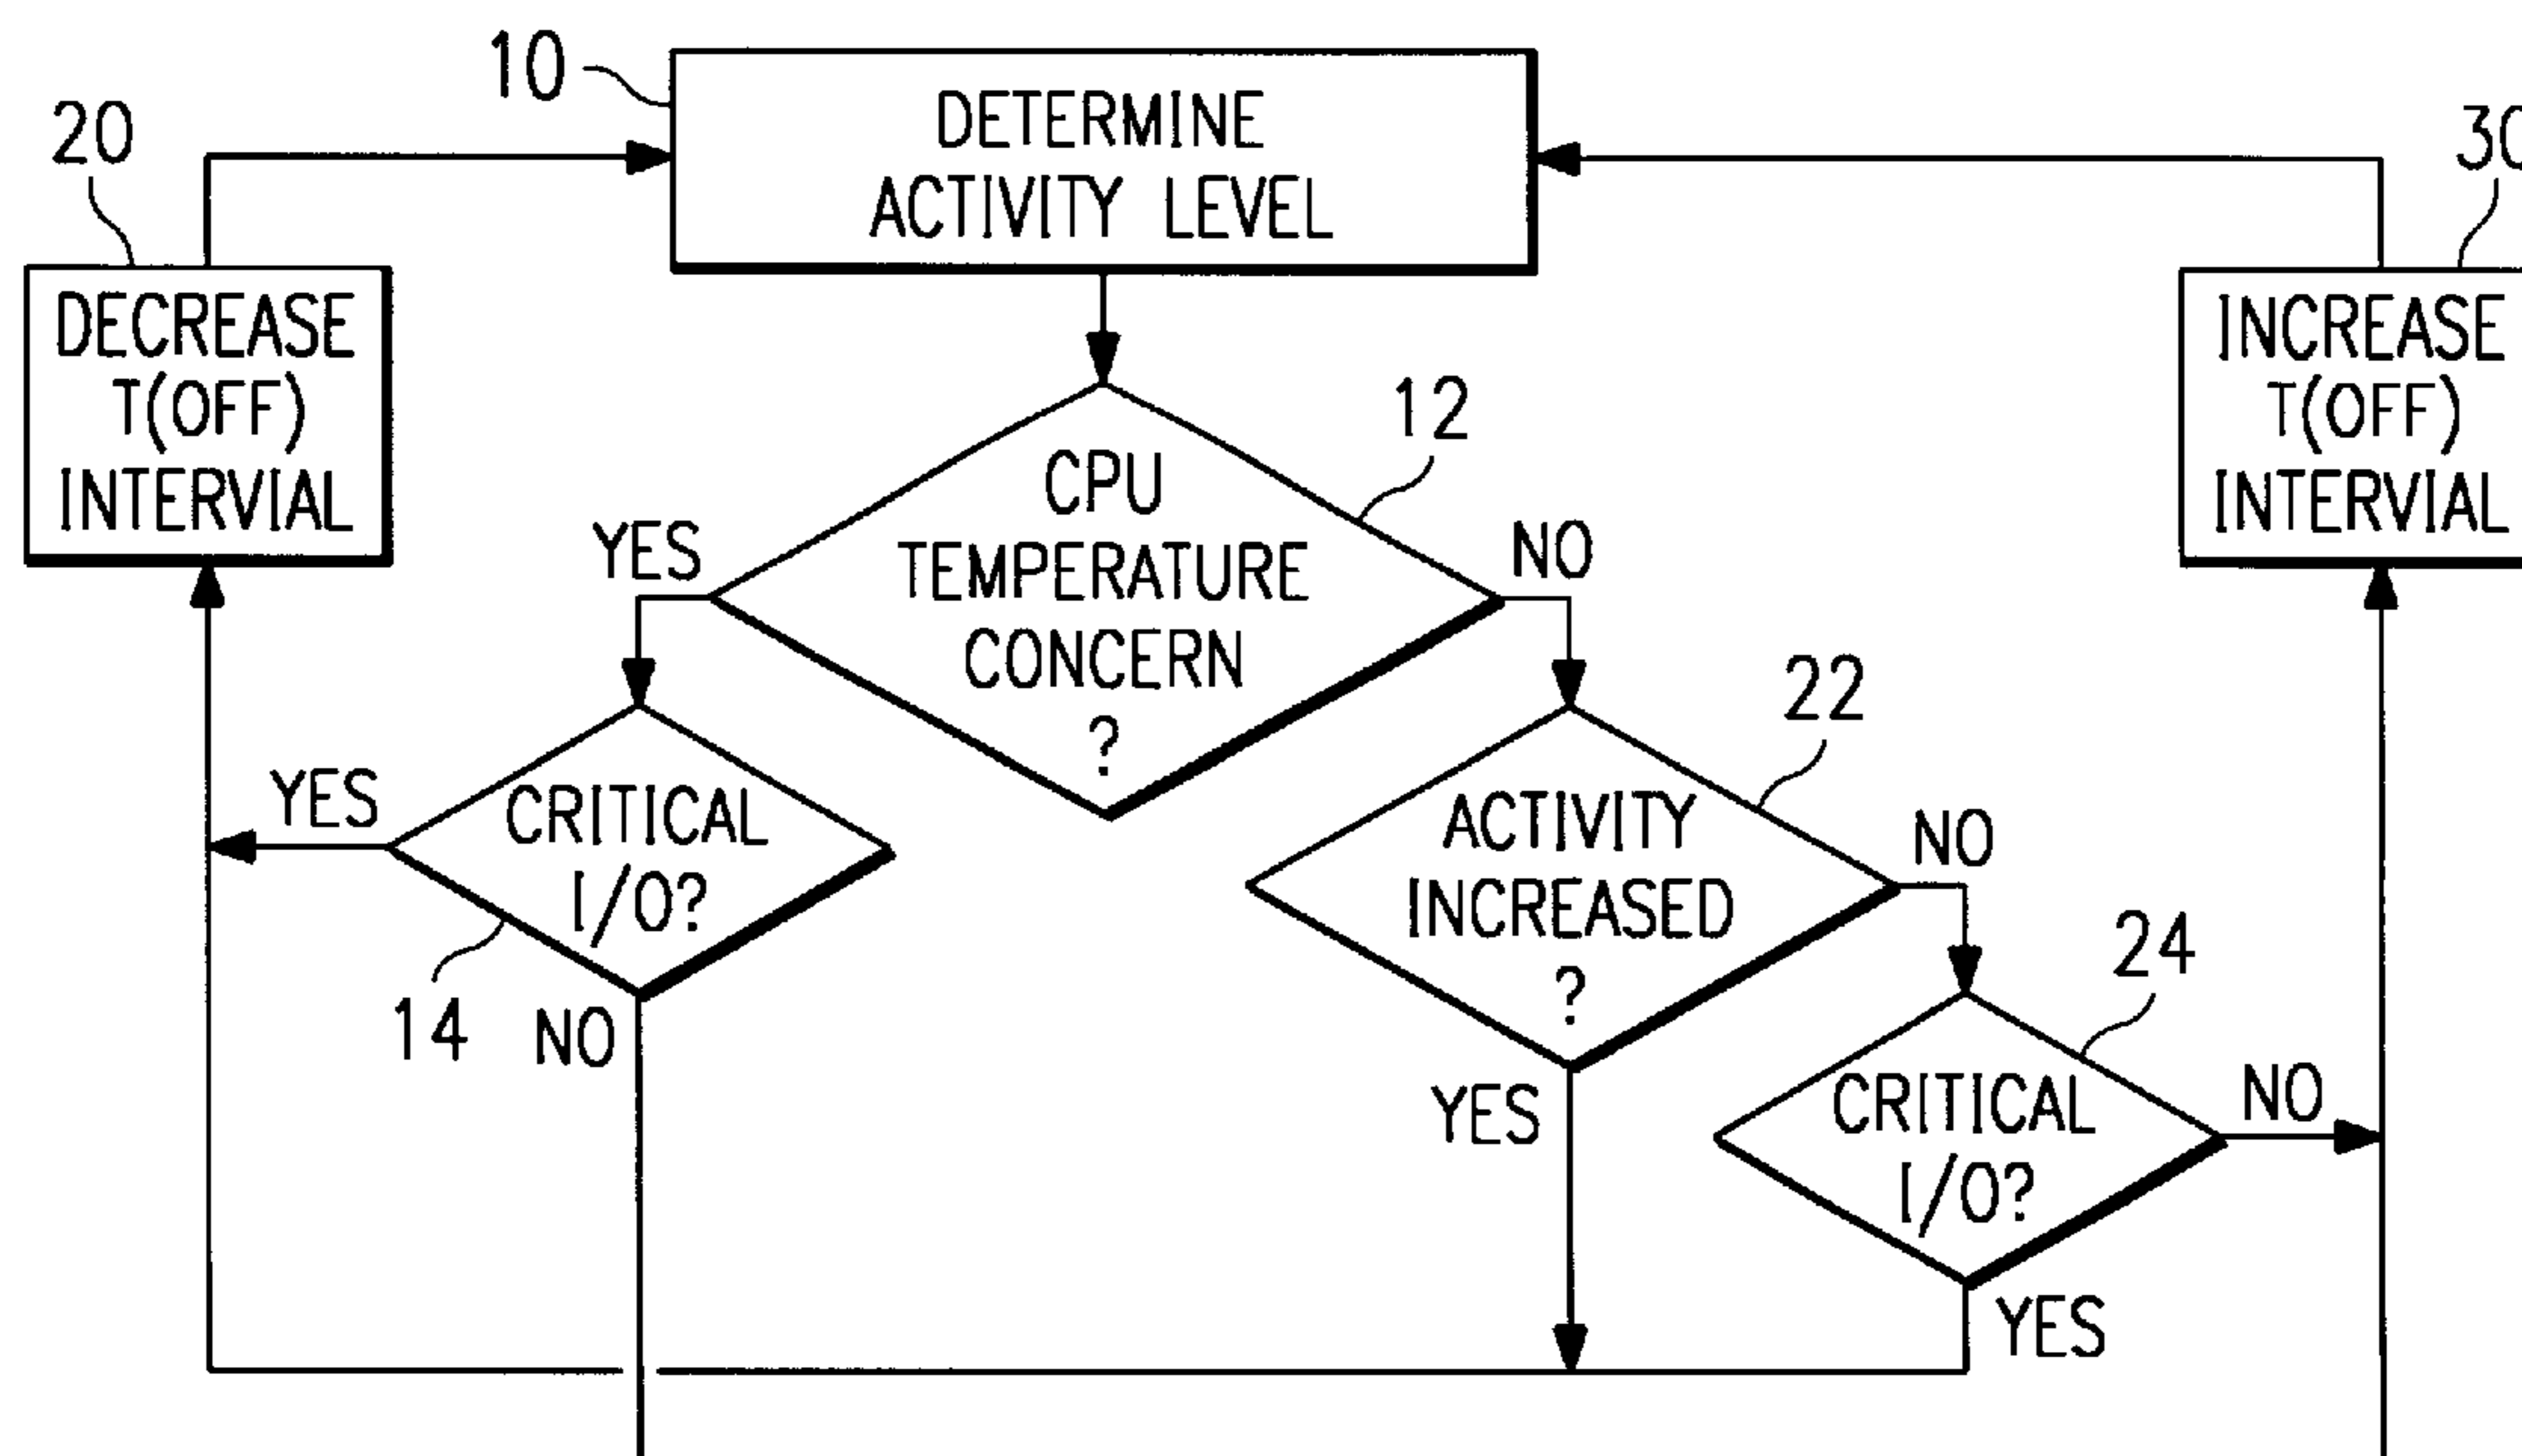 10
DETERMINE
ACTIVITY LEVEL
20
30
DECREASE
T(OFF)
INTERVIAL
INCREASE
T(OFF)
INTERVIAL
12
CPU
TEMPERATURE
CONCERN
?
YES
NO
22
YES
CRITICAL
I/O?
14
NO
ACTIVITY
INCREASED
?
NO
YES
24
CRITICAL
I/O?
NO
YES